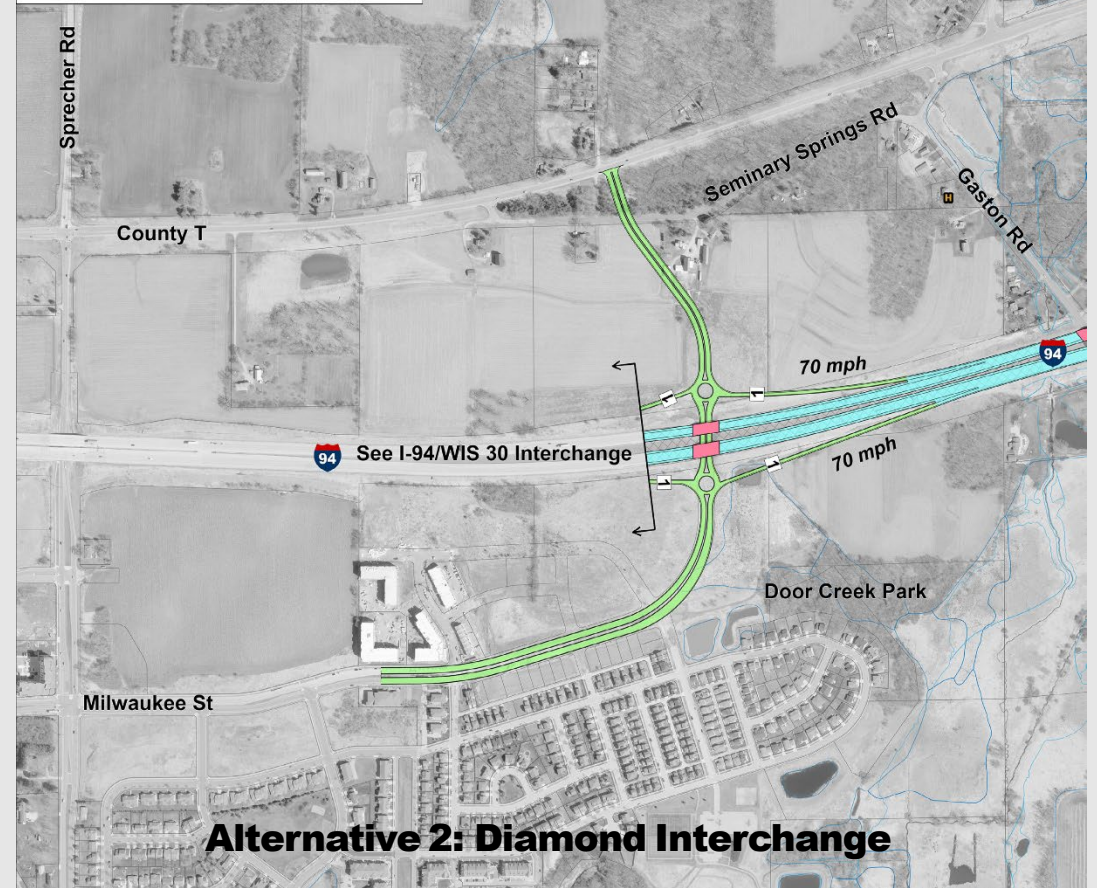 Sprecher Rd
Seminary Springs Rd
Gaston Rd
H
County T
94
70 mph
1
1
94
See I-94/WIS 30 Interchange
70 mph
1
1
Door Creek Park
Milwaukee St
Alternative 2: Diamond Interchange